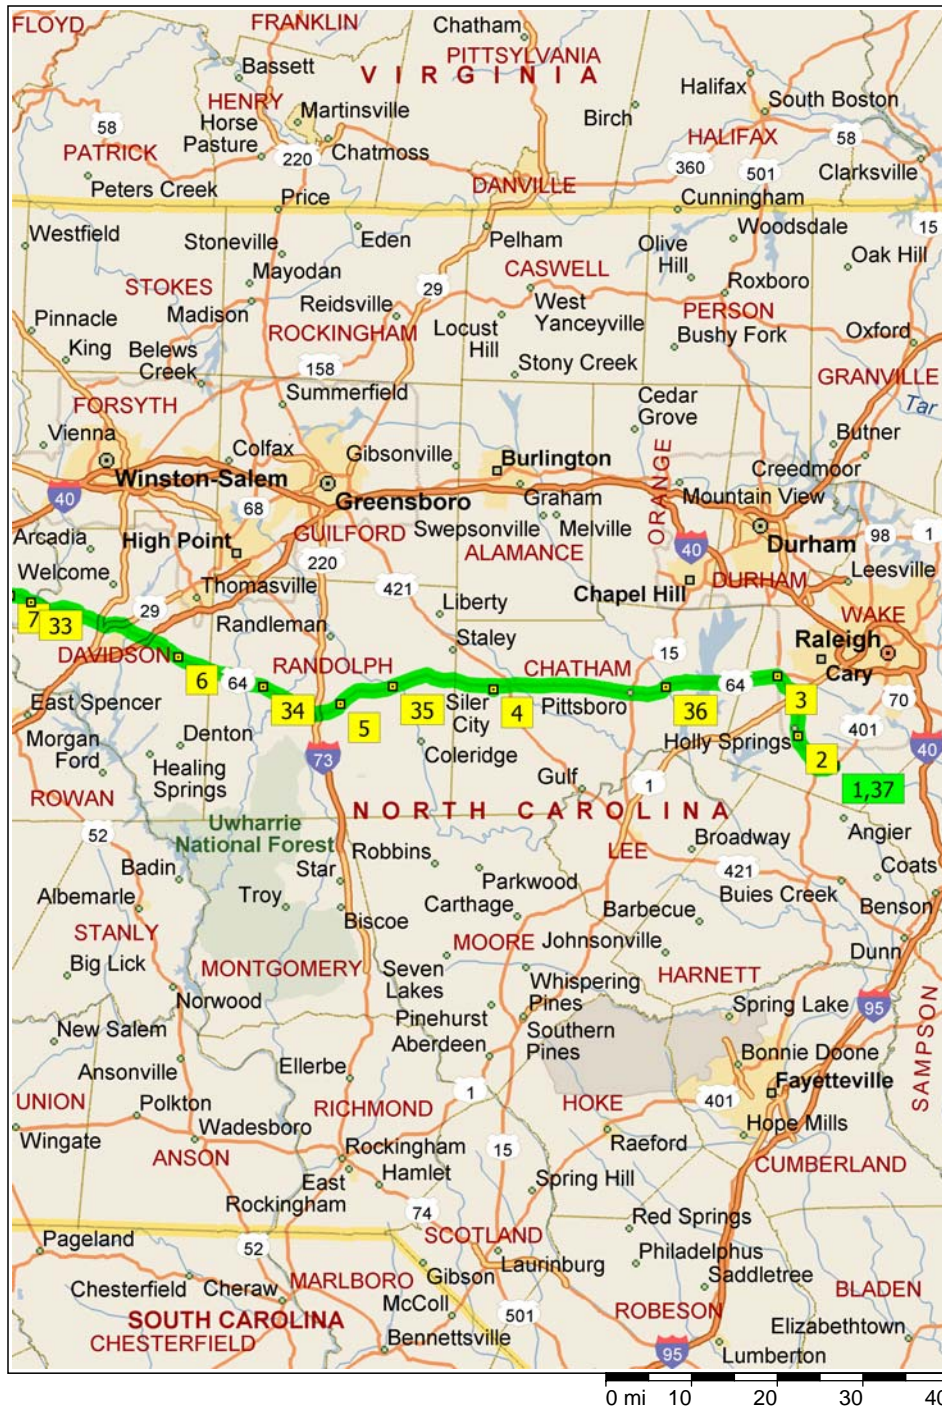 FLOYD
FRANKLIN
Chatham
PITTSYLVANIA
Bassett
VIRGINIA
Halifax
HENRY
Martinsville
South Boston
Horse
Pasture
Birch
58
220
Chatmoss
HALIFAX
58
PATRICK
360
501
Clarksville
Peters Creek
DANVILLE
Price
Cunningham
Westfield
Stoneville
Eden
Pelham
Olive
Hill
Woodsdale
15
Oak Hill
Mayodan
CASWELL
STOKES
29
Roxboro
Madison
Reidsville
West
Yanceyville
PERSON
Pinnacle
ROCKINGHAM
Locust
Hill
Bushy Fork
Oxford
King
Belews
Creek
158
Stony Creek
GRANVILLE
Summerfield
Cedar
Grove
Tar
FORSYTH
Vienna
Colfax
Gibsonville
Burlington
ORANGE
Butner
Winston-Salem
Creedmoor
40
Greensboro
Graham
Mountain View
68
Arcadia
High Point
GUILFORD
Swepsonville
Melville
ALAMANCE
40
Durham
98
1
220
421
Welcome
Thomasville
Chapel Hill
DURHAM
Leesville
29
Liberty
WAKE
7
33
Randleman
Staley
15
Raleigh
DAVIDSON
RANDOLPH
CHATHAM
Cary
6
64
64
70
East Spencer
34
5
35
Siler
City
4
Pittsboro
36
3
401
Morgan
Ford
Denton
Coleridge
Holly Springs
40
73
2
Healing
Springs
Gulf
1
1,37
ROWAN
NORTH CAROLINA
52
Uwharrie
National Forest
Angier
Robbins
LEE
Broadway
421
Coats
Badin
Star
Parkwood
Buies Creek
Albemarle
Troy
Carthage
Barbecue
Benson
Biscoe
STANLY
MOORE
Johnsonville
Dunn
Big Lick
MONTGOMERY
Seven
Lakes
HARNETT
Whispering
Pines
Norwood
Spring Lake
95
SAMPSON
Pinehurst
New Salem
Aberdeen
Southern
Pines
Ansonville
Ellerbe
Bonnie Doone
Fayetteville
UNION
Polkton
RICHMOND
1
HOKE
401
Hope Mills
Wingate
Wadesboro
Rockingham
15
Raeford
ANSON
Hamlet
CUMBERLAND
East
Rockingham
Spring Hill
74
Red Springs
Pageland
52
SCOTLAND
Philadelphus
Laurinburg
Chesterfield
Cheraw
MARLBORO
Gibson
Saddletree
BLADEN
McColl
SOUTH CAROLINA
501
ROBESON
CHESTERFIELD
Bennettsville
Elizabethtown
95
Lumberton
0 mi 10 20 30 40